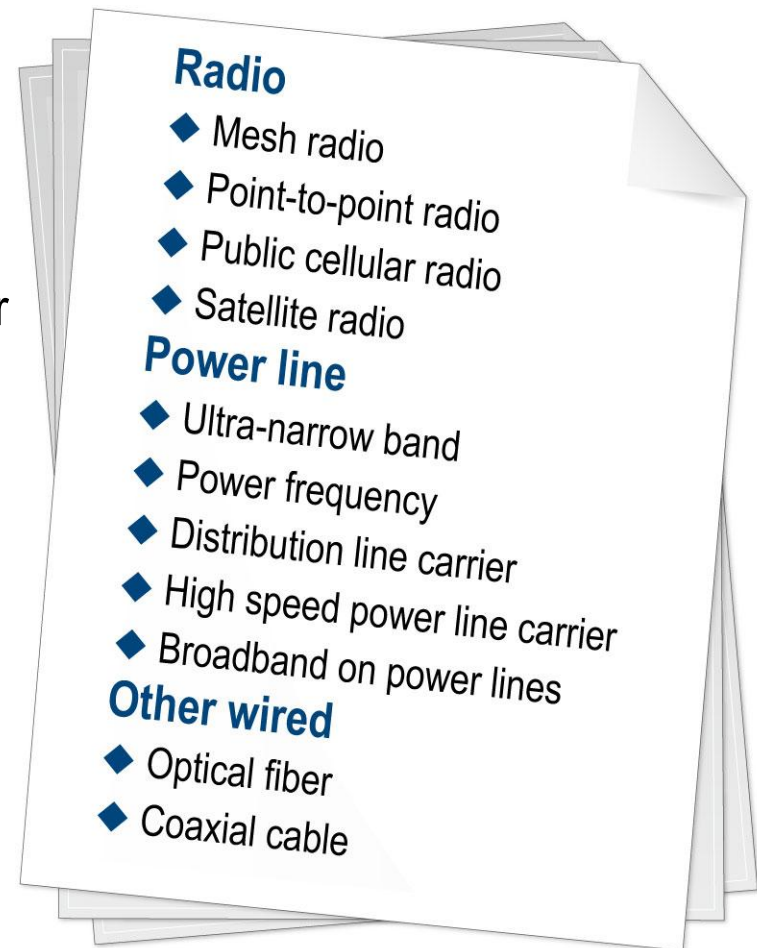 Radio
◆ Mesh radio
◆ Point-to-point radio
◆ Public cellular radio
◆ Satellite radio
Power line
◆ Ultra-narrow band
◆ Power frequency
◆ Distribution line carrier
◆ High speed power line carrier
◆ Broadband on power lines
Other wired
◆ Optical fiber
◆ Coaxial cable